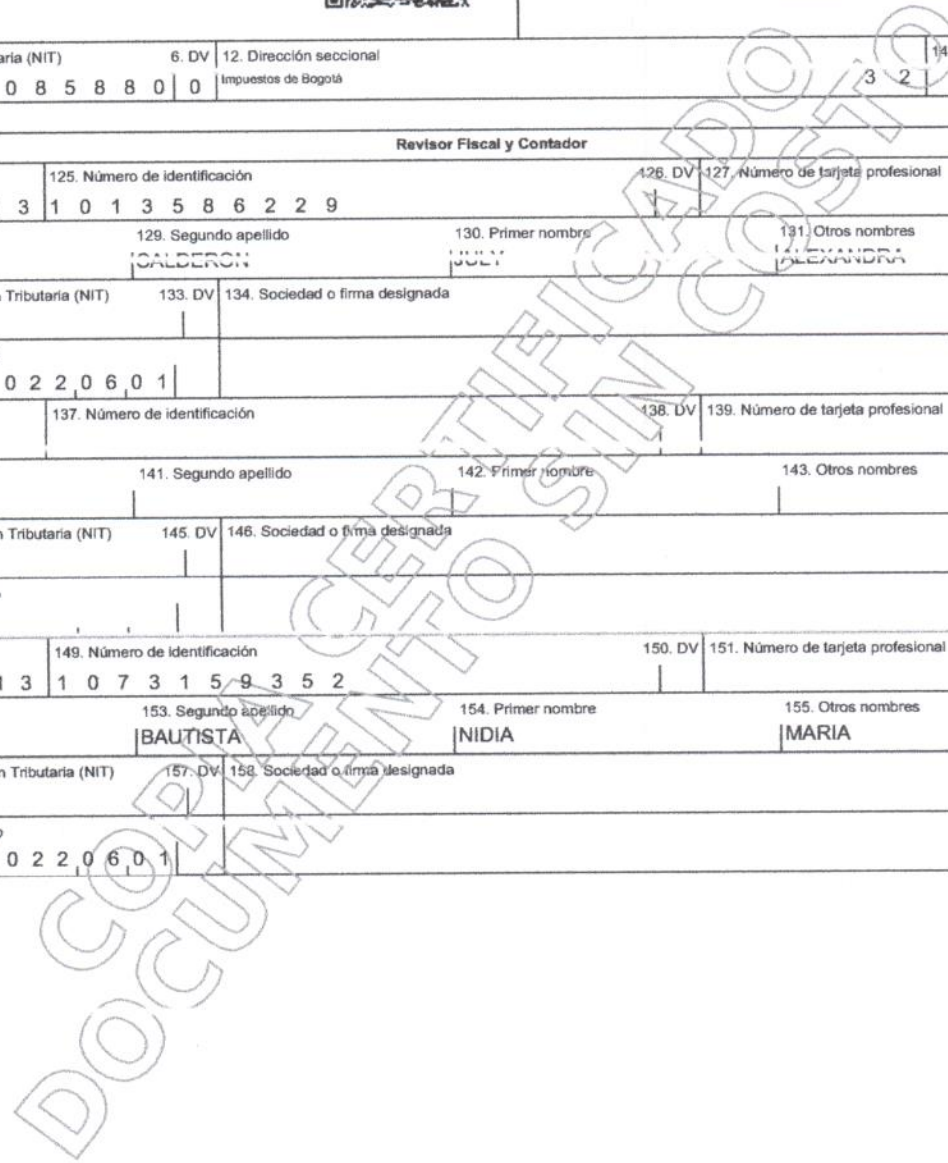 aria (NIT) 6. DV 12. Dirección seccional 14
0 8 5 8 8 0 0 Impuestos de Bogotá 3 2
Revisor Fiscal y Contador
125. Número de identificación 126. DV 127. Número de tarjeta profesional
3 1 0 1 3 5 8 6 2 2 9
129. Segundo apellido 130. Primer nombre 131. Otros nombres
CALDERON JULY ALEXANDRA
Tributaria (NIT) 133. DV 134. Sociedad o firma designada
0 2 2 0 6 0 1
137. Número de identificación 138. DV 139. Número de tarjeta profesional
141. Segundo apellido 142. Primer nombre 143. Otros nombres
n Tributaria (NIT) 145. DV 146. Sociedad o firma designada
149. Número de identificación 150. DV 151. Número de tarjeta profesional
3 1 0 7 3 1 5 9 3 5 2
153. Segundo apellido 154. Primer nombre 155. Otros nombres
BAUTISTA NIDIA MARIA
n Tributaria (NIT) 157. DV 158. Sociedad o firma designada
0 2 2 0 6 0 1
COPIA CERTIFICADO
DOCUMENTO SIN COSTO